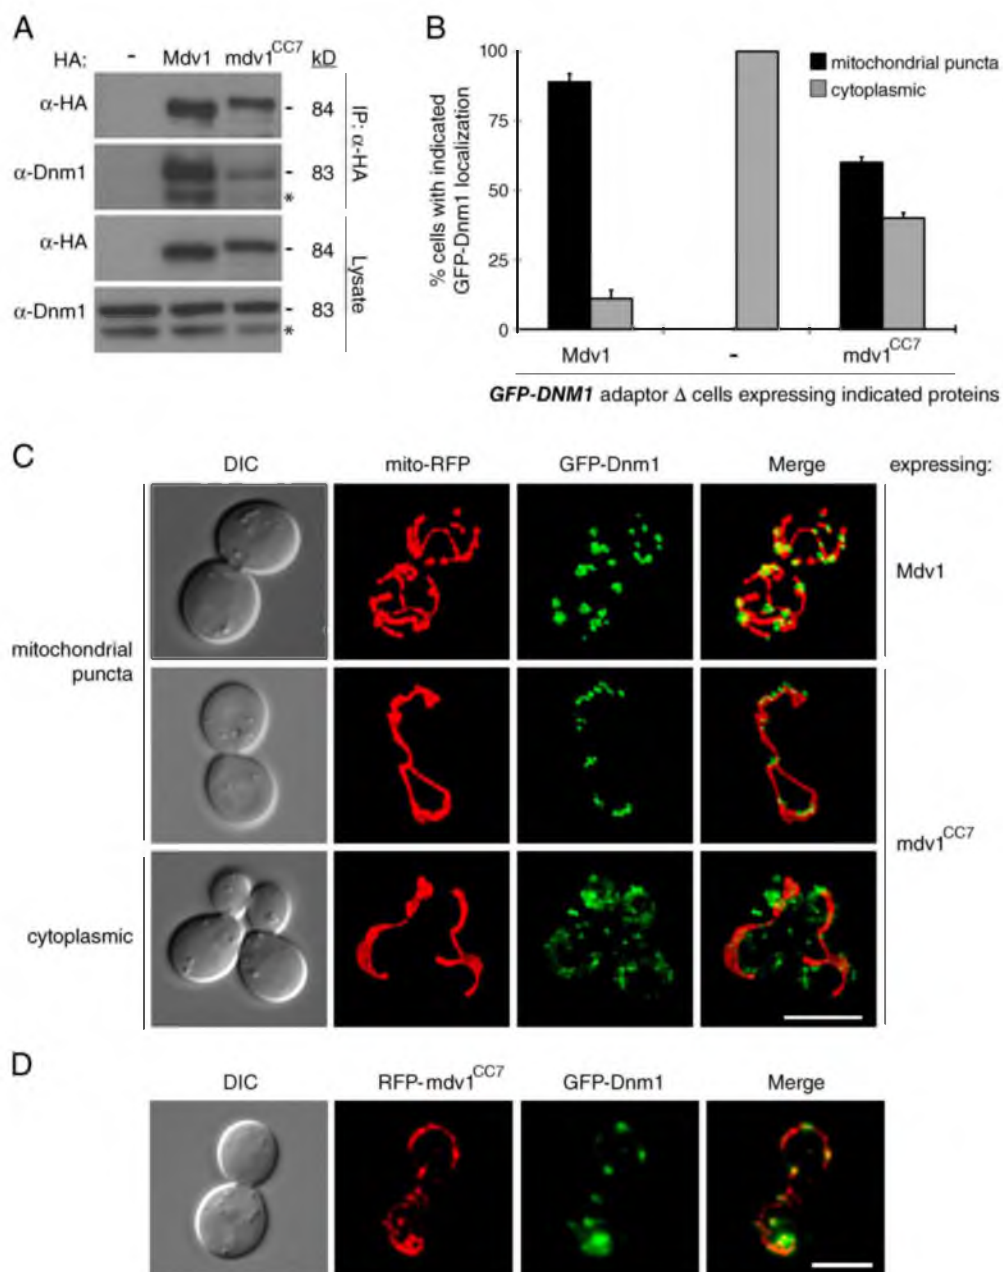 A
HA: - Mdv1 mdv1CC7 kD
α-HA - 84
α-Dnm1 - 83
*
IP: α-HA
α-HA - 84
α-Dnm1 - 83
*
Lysate
B
% cells with indicated
GFP-Dnm1 localization
100
75
50
25
0
mitochondrial puncta
cytoplasmic
Mdv1 - mdv1CC7
GFP-DNM1 adaptor Δ cells expressing indicated proteins
C
DIC mito-RFP GFP-Dnm1 Merge expressing:
Mdv1
mitochondrial
puncta
mdv1CC7
cytoplasmic
D
DIC RFP-mdv1CC7 GFP-Dnm1 Merge